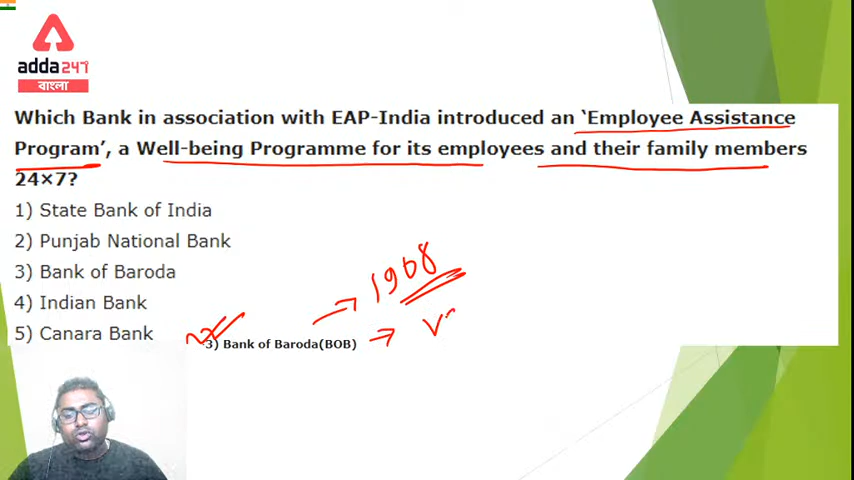 adda247
বাংলা
Which Bank in association with EAP-India introduced an ‘Employee Assistance
Program’, a Well-being Programme for its employees and their family members
24×7?
1) State Bank of India
2) Punjab National Bank
3) Bank of Baroda
4) Indian Bank
5) Canara Bank
1908
3) Bank of Baroda(BOB)